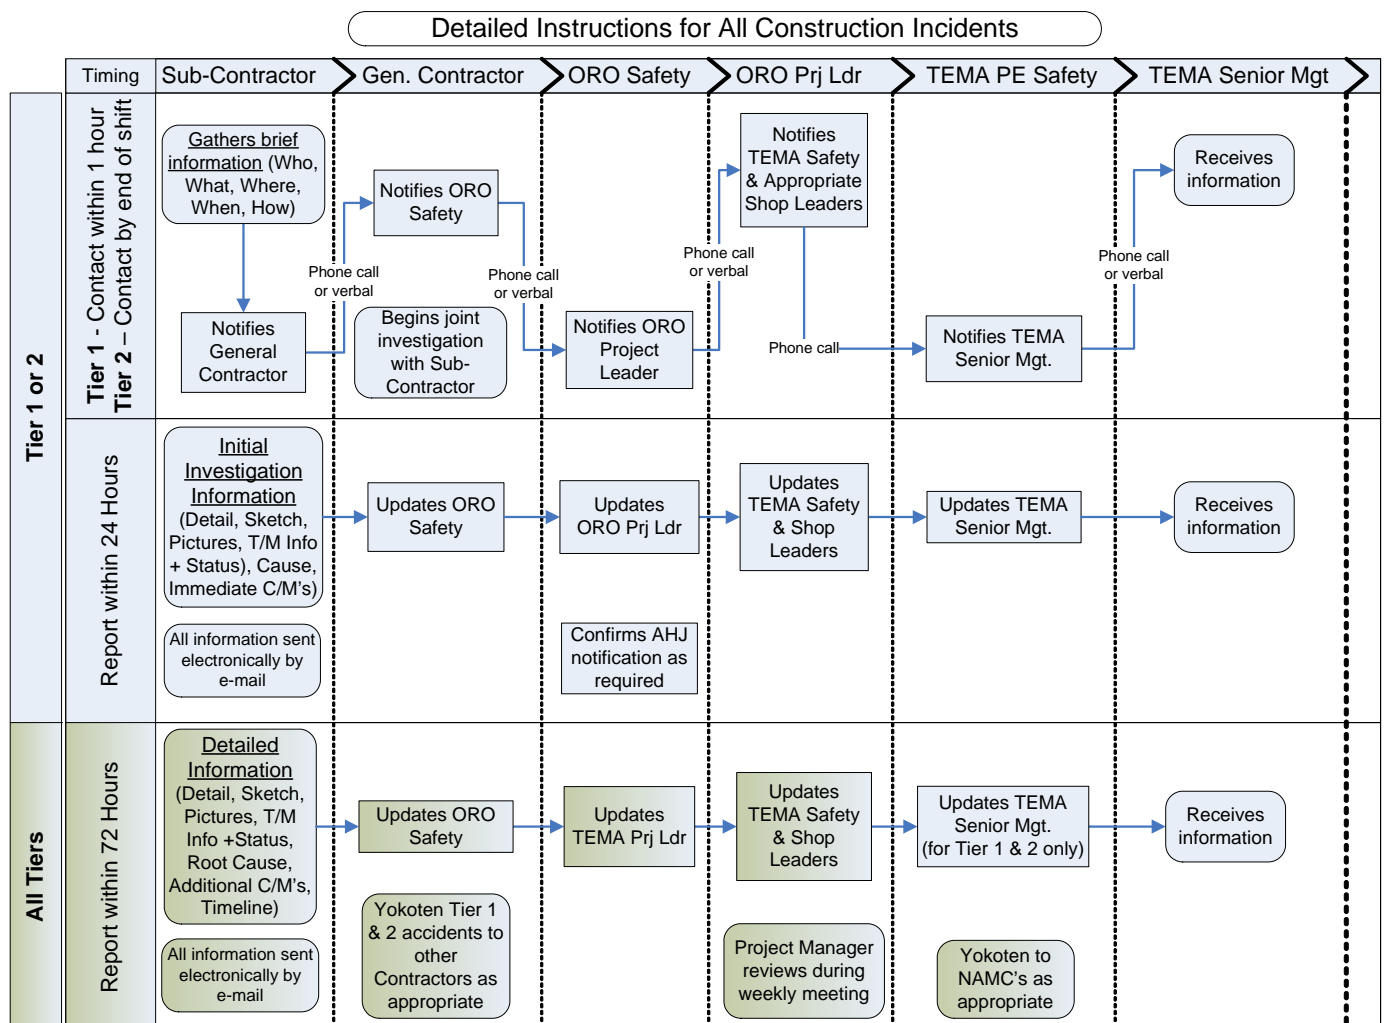 Detailed Instructions for All Construction Incidents
Timing
Sub-Contractor
Gen. Contractor
ORO Safety
ORO Prj Ldr
TEMA PE Safety
TEMA Senior Mgt
Tier 1 or 2
Tier 1 - Contact within 1 hour
Tier 2 – Contact by end of shift
Gathers brief
information (Who,
What, Where,
When, How)
Notifies
General
Contractor
Phone call
or verbal
Notifies ORO
Safety
Begins joint
investigation
with Sub-
Contractor
Phone call
or verbal
Notifies ORO
Project
Leader
Phone call
or verbal
Notifies
TEMA Safety
& Appropriate
Shop Leaders
Phone call
Notifies TEMA
Senior Mgt.
Phone call
or verbal
Receives
information
Report within 24 Hours
Initial
Investigation
Information
(Detail, Sketch,
Pictures, T/M Info
+ Status), Cause,
Immediate C/M's)
All information sent
electronically by
e-mail
Updates ORO
Safety
Updates
ORO Prj Ldr
Confirms AHJ
notification as
required
Updates
TEMA Safety
& Shop
Leaders
Updates TEMA
Senior Mgt.
Receives
information
All Tiers
Report within 72 Hours
Detailed
Information
(Detail, Sketch,
Pictures, T/M
Info +Status,
Root Cause,
Additional C/M's,
Timeline)
All information sent
electronically by
e-mail
Updates ORO
Safety
Yokoten Tier 1
& 2 accidents to
other
Contractors as
appropriate
Updates
TEMA Prj Ldr
Updates
TEMA Safety
& Shop
Leaders
Project Manager
reviews during
weekly meeting
Updates TEMA
Senior Mgt.
(for Tier 1 & 2 only)
Yokoten to
NAMC's as
appropriate
Receives
information